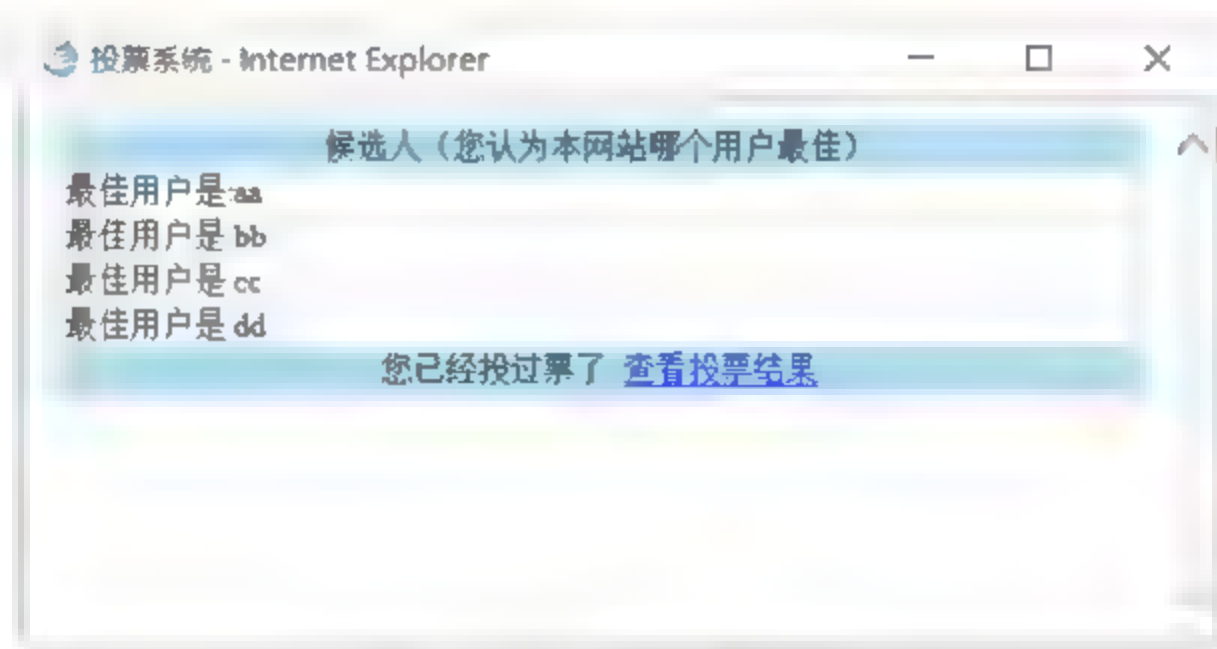 投票系统 - Internet Explorer
候选人（您认为本网站哪个用户最佳）
最佳用户是 aa
最佳用户是 bb
最佳用户是 cc
最佳用户是 dd
您已经投过票了 查看投票结果